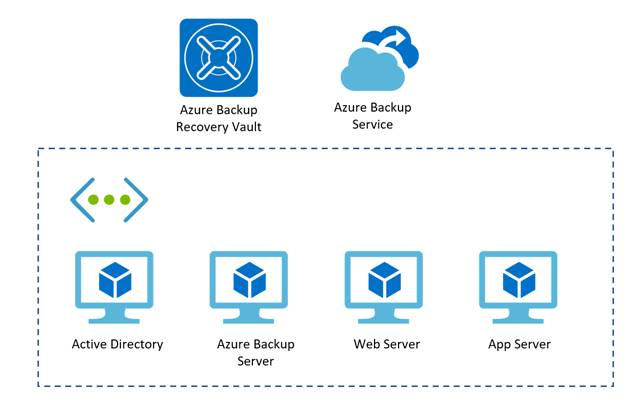 Azure Backup
Recovery Vault
Azure Backup
Service
Active Directory
Azure Backup
Server
Web Server
App Server